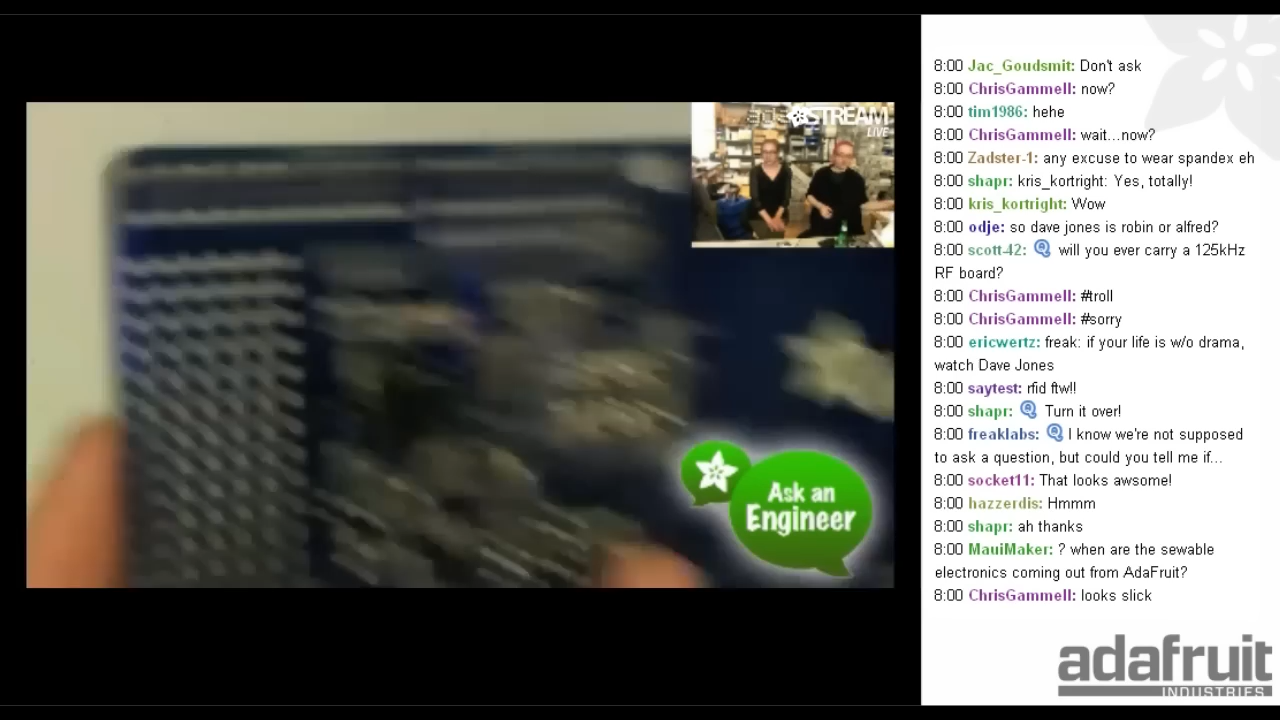 STREAM
LIVE
Ask an
Engineer
8:00 Jac_Goudsmit: Don't ask
8:00 ChrisGammell: now?
8:00 tim1986: hehe
8:00 ChrisGammell: wait...now?
8:00 Zadster-1: any excuse to wear spandex eh
8:00 shapr: kris_kortright: Yes, totally!
8:00 kris_kortright: Wow
8:00 odje: so dave jones is robin or alfred?
8:00 scott-42: will you ever carry a 125kHz
RF board?
8:00 ChrisGammell: #troll
8:00 ChrisGammell: #sorry
8:00 ericwertz: freak: if your life is w/o drama,
watch Dave Jones
8:00 saytest: rfid ftw!!
8:00 shapr: Turn it over!
8:00 freaklabs: I know we're not supposed
to ask a question, but could you tell me if...
8:00 socket11: That looks awsome!
8:00 hazzerdis: Hmmm
8:00 shapr: ah thanks
8:00 MauiMaker: ? when are the sewable
electronics coming out from AdaFruit?
8:00 ChrisGammell: looks slick
adafruit
INDUSTRIES